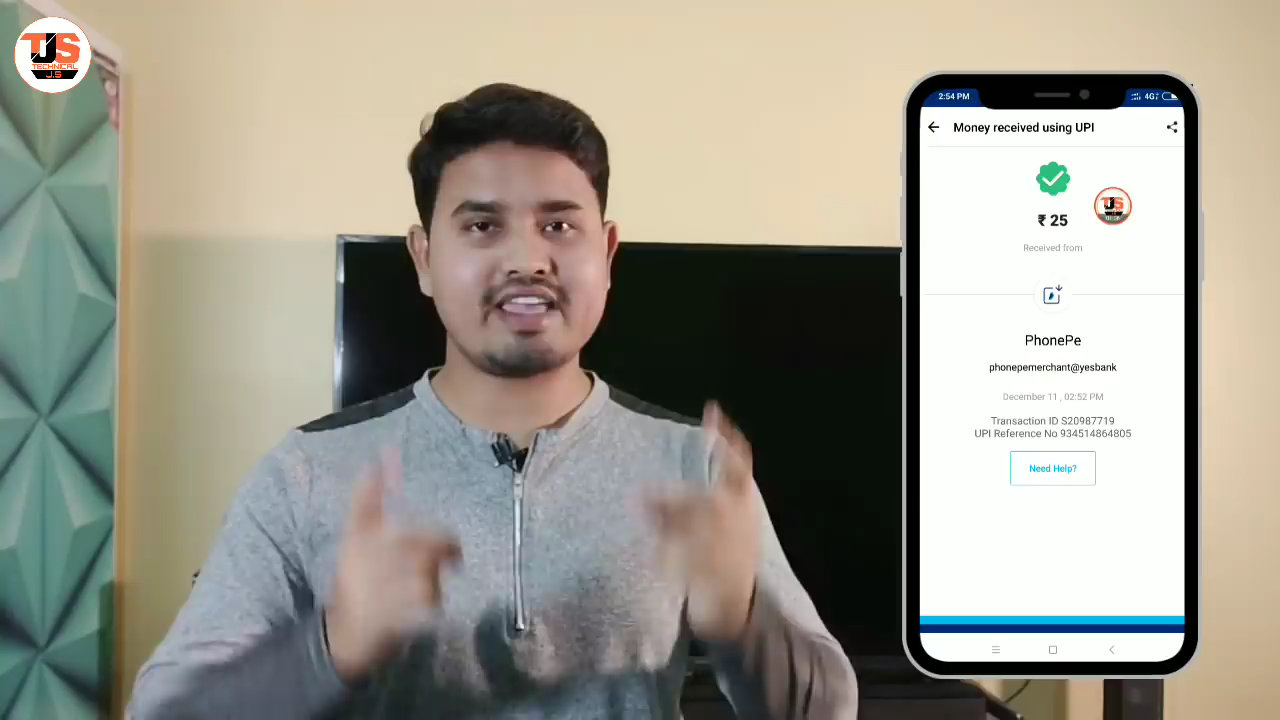 TJS
TECHNICAL
J.S
2:54 PM
4G
Money received using UPI
₹ 25
TJS
Received from
PhonePe
phonepemerchant@yesbank
December 11 , 02:52 PM
Transaction ID S20987719
UPI Reference No 934514864805
Need Help?